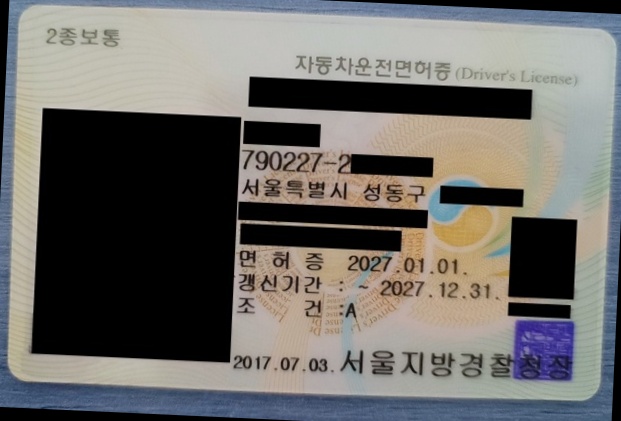 2종보통
자동차운전면허증 (Driver's License)
790227-2
서울특별시 성동구
면 허 증 2027.01.01.
갱신기간 : ~ 2027.12.31.
조 건 :A
2017.07.03. 서울지방경찰청장